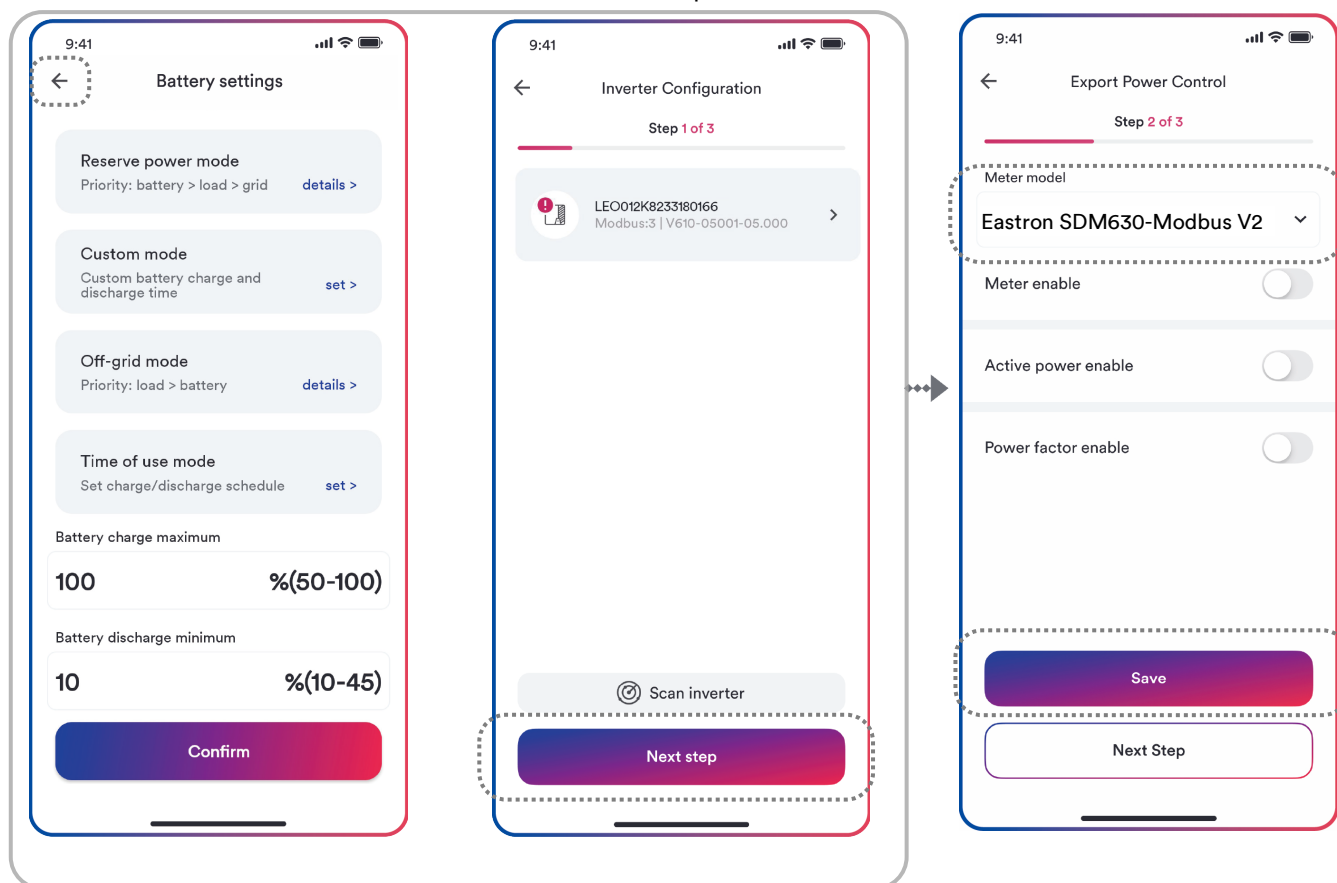 9:41
Battery settings
Reserve power mode
Priority: battery > load > grid details >
Custom mode
Custom battery charge and
discharge time
set >
Off-grid mode
Priority: load > battery details >
Time of use mode
Set charge/discharge schedule set >
Battery charge maximum
100 %(50-100)
Battery discharge minimum
10 %(10-45)
Confirm
9:41
Inverter Configuration
Step 1 of 3
LEO012K8233180166
Modbus:3 | V610-05001-05.000
Scan inverter
Next step
9:41
Export Power Control
Step 2 of 3
Meter model
Eastron SDM630-Modbus V2
Meter enable
Active power enable
Power factor enable
Save
Next Step